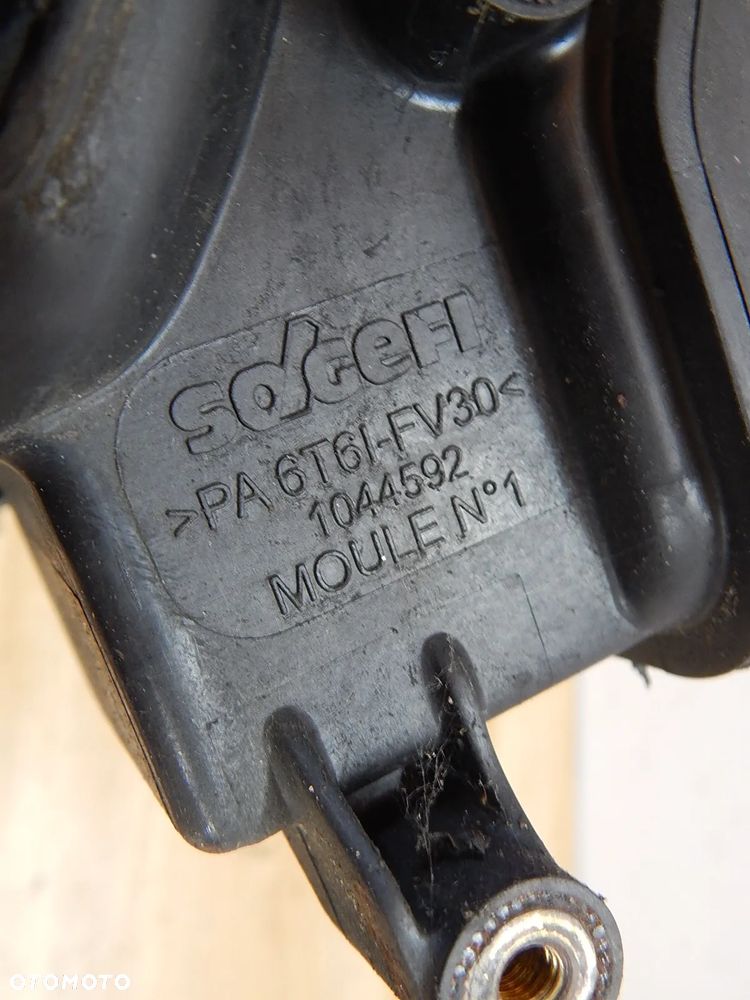 SOGEFI
>PA 6T6I-FV30<
1044592
MOULE N°1
OTOMOTO